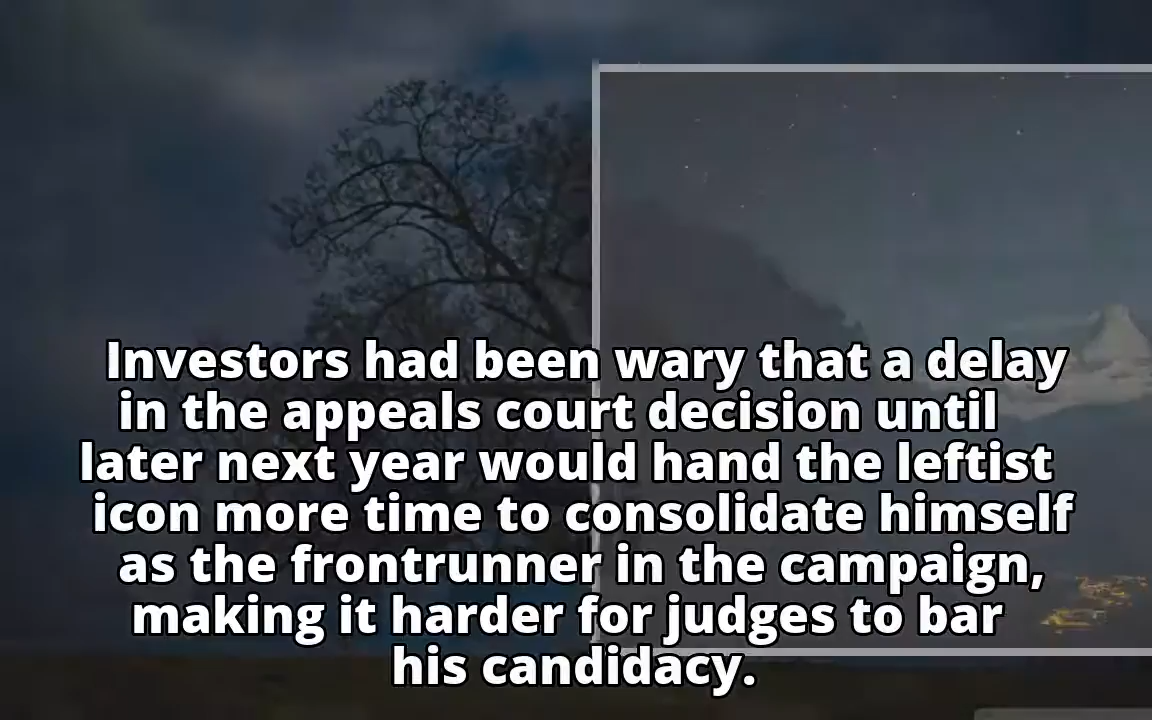 Investors had been wary that a delay
in the appeals court decision until
later next year would hand the leftist
icon more time to consolidate himself
as the frontrunner in the campaign,
making it harder for judges to bar
his candidacy.